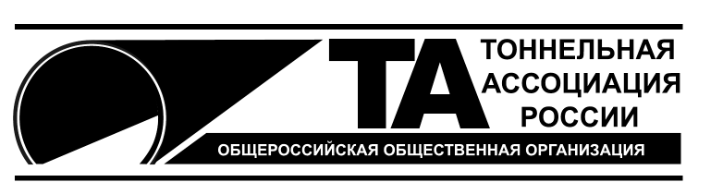 ТА
ТОННЕЛЬНАЯ
АССОЦИАЦИЯ
РОССИИ
ОБЩЕРОССИЙСКАЯ ОБЩЕСТВЕННАЯ ОРГАНИЗАЦИЯ